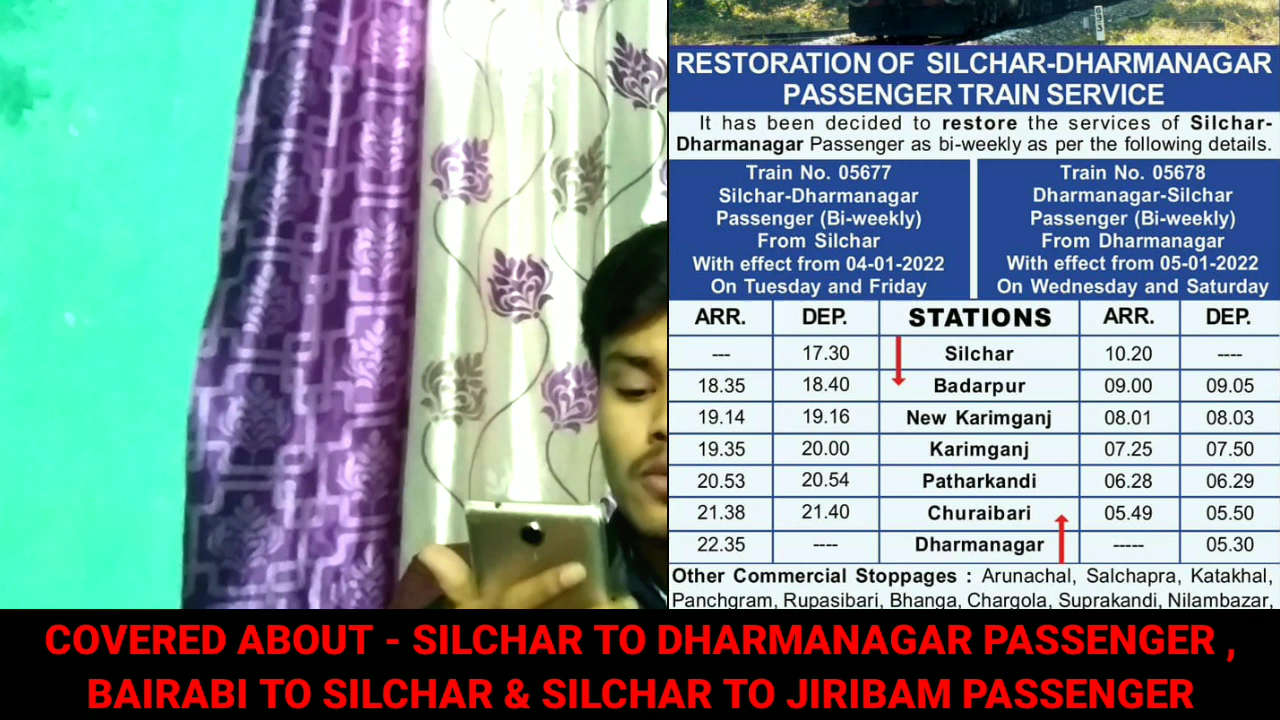 RESTORATION OF SILCHAR-DHARMANAGAR
PASSENGER TRAIN SERVICE
It has been decided to restore the services of Silchar-
Dharmanagar Passenger as bi-weekly as per the following details.
Train No. 05677
Silchar-Dharmanagar
Passenger (Bi-weekly)
From Silchar
With effect from 04-01-2022
On Tuesday and Friday
Train No. 05678
Dharmanagar-Silchar
Passenger (Bi-weekly)
From Dharmanagar
With effect from 05-01-2022
On Wednesday and Saturday
ARR. DEP. STATIONS ARR. DEP.
--- 17.30 Silchar 10.20 ----
18.35 18.40 Badarpur 09.00 09.05
19.14 19.16 New Karimganj 08.01 08.03
19.35 20.00 Karimganj 07.25 07.50
20.53 20.54 Patharkandi 06.28 06.29
21.38 21.40 Churaibari 05.49 05.50
22.35 ---- Dharmanagar ----- 05.30
Other Commercial Stoppages : Arunachal, Salchapra, Katakhal,
Panchgram, Rupasibari, Bhanga, Chargola, Suprakandi, Nilambazar,
COVERED ABOUT - SILCHAR TO DHARMANAGAR PASSENGER ,
BAIRABI TO SILCHAR & SILCHAR TO JIRIBAM PASSENGER